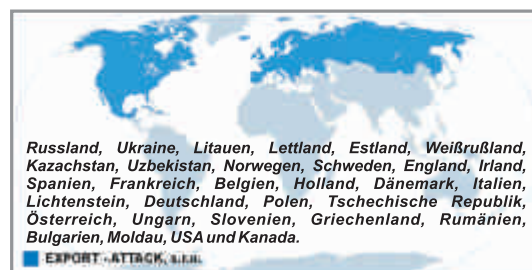 Russland, Ukraine, Litauen, Lettland, Estland, Weißrußland,
Kazachstan, Uzbekistan, Norwegen, Schweden, England, Irland,
Spanien, Frankreich, Belgien, Holland, Dänemark, Italien,
Lichtenstein, Deutschland, Polen, Tschechische Republik,
Österreich, Ungarn, Slovenien, Griechenland, Rumänien,
Bulgarien, Moldau, USA und Kanada.
EXPORT - ATTACK, s.r.o.